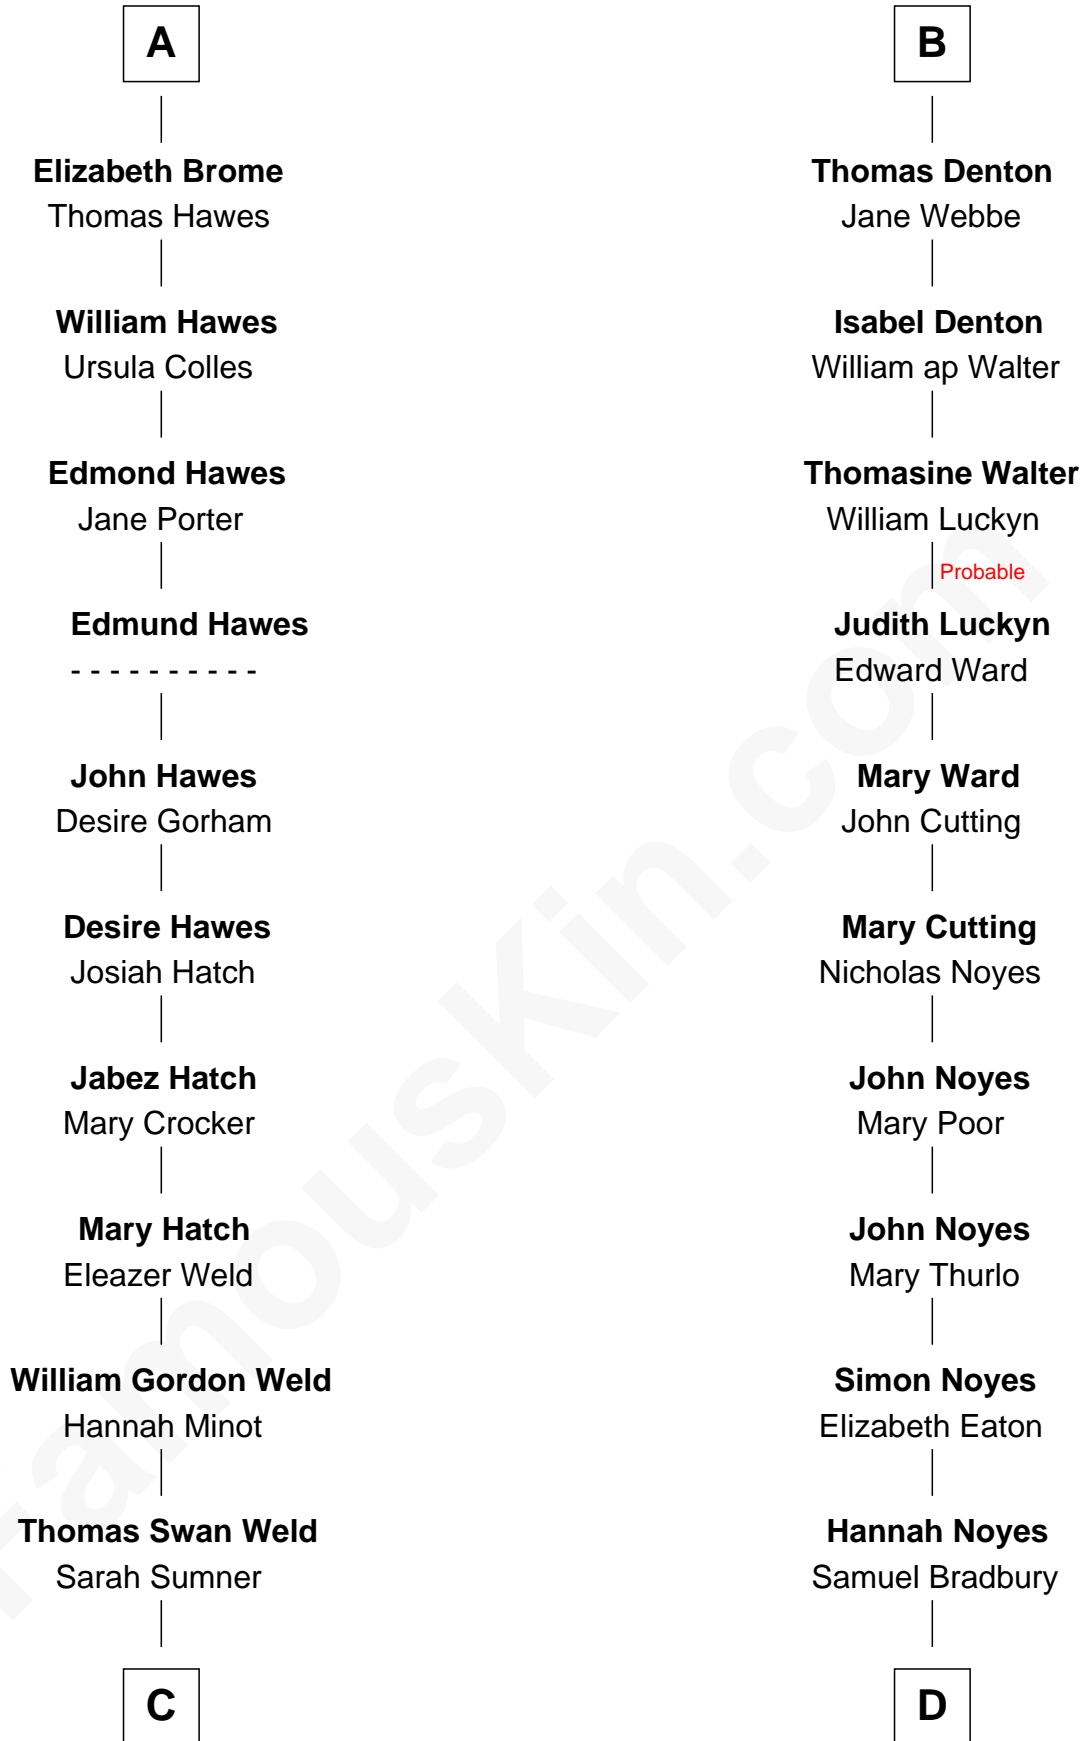 A
Elizabeth Brome
Thomas Hawes
William Hawes
Ursula Colles
Edmond Hawes
Jane Porter
Edmund Hawes
- - - - - - - - - -
John Hawes
Desire Gorham
Desire Hawes
Josiah Hatch
Jabez Hatch
Mary Crocker
Mary Hatch
Eleazer Weld
William Gordon Weld
Hannah Minot
Thomas Swan Weld
Sarah Sumner
C
B
Thomas Denton
Jane Webbe
Isabel Denton
William ap Walter
Thomasine Walter
William Luckyn
Probable
Judith Luckyn
Edward Ward
Mary Ward
John Cutting
Mary Cutting
Nicholas Noyes
John Noyes
Mary Poor
John Noyes
Mary Thurlo
Simon Noyes
Elizabeth Eaton
Hannah Noyes
Samuel Bradbury
D
FamousKin.com